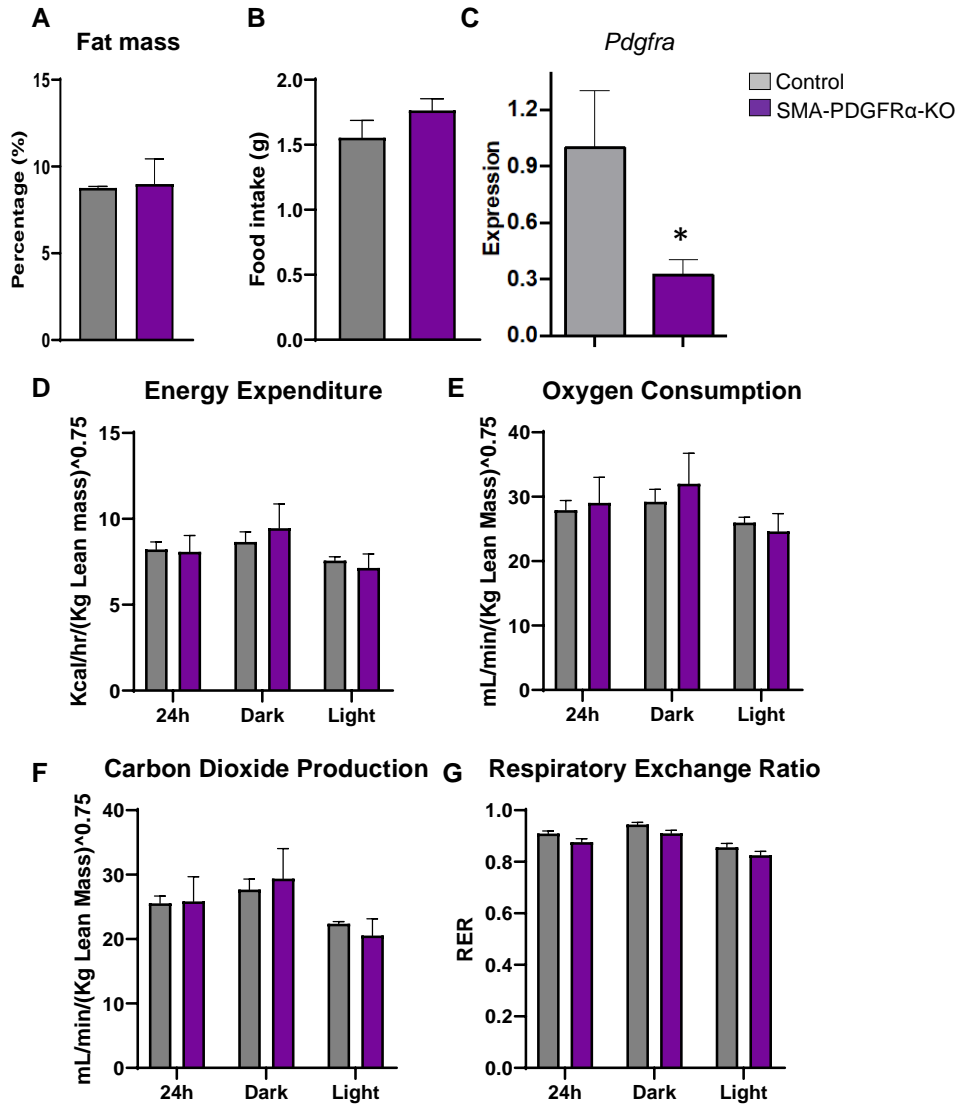 A
Fat mass
Percentage (%)
15
10
5
0
B
Food intake (g)
2.0
1.5
1.0
0.5
0.0
C
Pdgfra
Expression
1.2
0.9
0.6
0.3
0.0
*
Control
SMA-PDGFRα-KO
D
Energy Expenditure
Kcal/hr/(Kg Lean mass)^0.75
15
10
5
0
24h Dark Light
E
Oxygen Consumption
mL/min/(Kg Lean Mass)^0.75
40
30
20
10
0
24h Dark Light
F
Carbon Dioxide Production
mL/min/(Kg Lean Mass)^0.75
40
30
20
10
0
24h Dark Light
G
Respiratory Exchange Ratio
RER
1.0
0.8
0.6
0.4
0.2
0.0
24h Dark Light